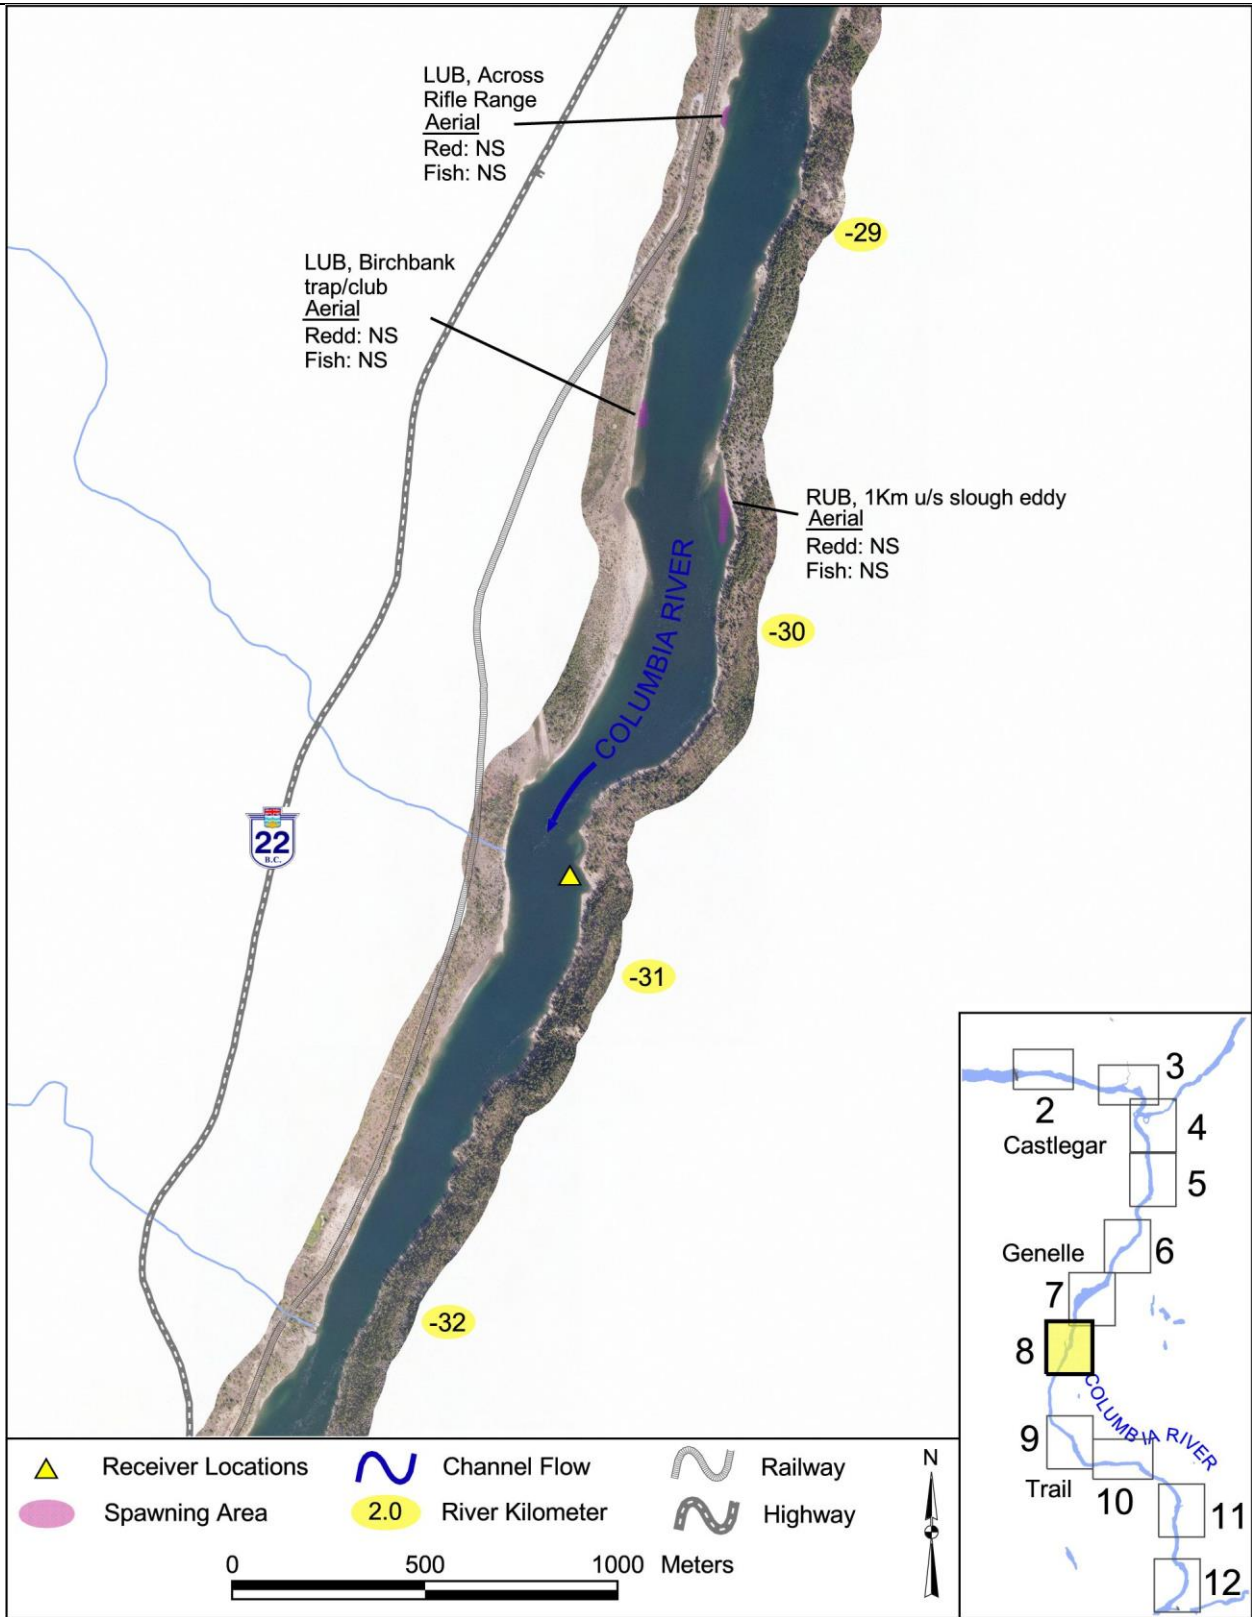 LUB, Across
Rifle Range
Aerial
Red: NS
Fish: NS
-29
LUB, Birchbank
trap/club
Aerial
Redd: NS
Fish: NS
RUB, 1Km u/s slough eddy
Aerial
Redd: NS
Fish: NS
COLUMBIA RIVER
-30
22
B.C.
-31
-32
3
2
4
Castlegar
5
6
Genelle
7
8
COLUMBIA RIVER
9
Trail
10
11
12
Receiver Locations
Channel Flow
Railway
Spawning Area
2.0
River Kilometer
Highway
N
0
500
1000
Meters